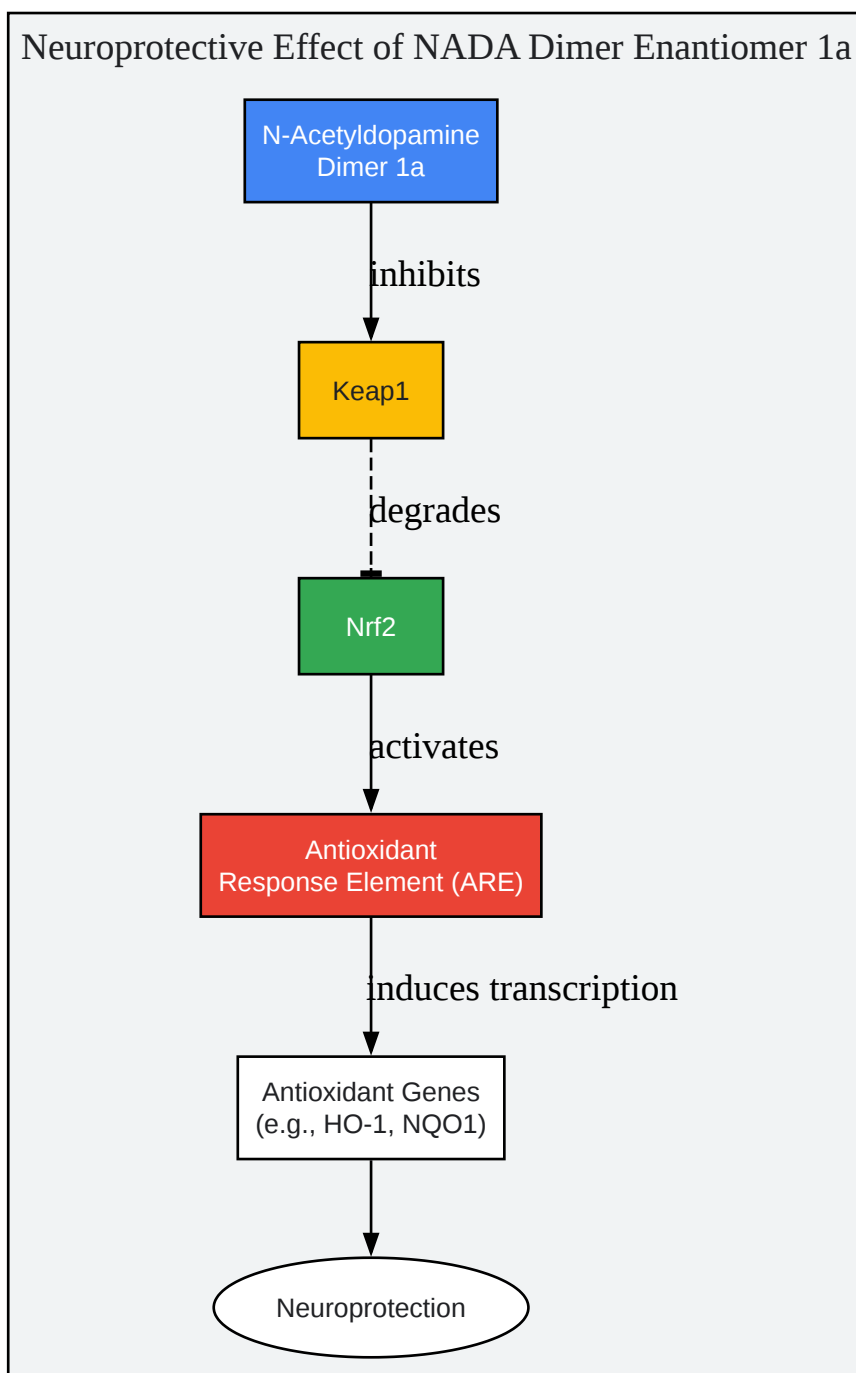 Neuroprotective Effect of NADA Dimer Enantiomer 1a
N-Acetyldopamine
Dimer 1a
inhibits
Keap1
degrades
Nrf2
activates
Antioxidant
Response Element (ARE)
induces transcription
Antioxidant Genes
(e.g., HO-1, NQO1)
Neuroprotection